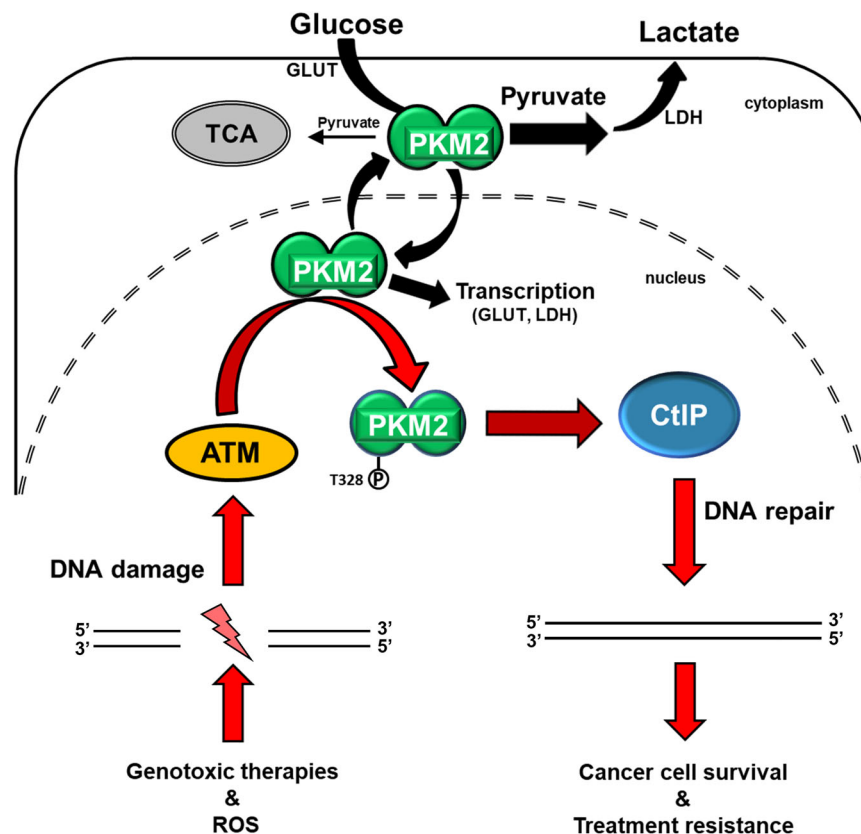 Glucose
Lactate
GLUT
Pyruvate
cytoplasm
TCA
Pyruvate
PKM2
LDH
PKM2
nucleus
Transcription
(GLUT, LDH)
PKM2
CtIP
ATM
T328 P
DNA repair
DNA damage
5’ 3’
3’ 5’
5’ 3’
3’ 5’
Genotoxic therapies
&
ROS
Cancer cell survival
&
Treatment resistance